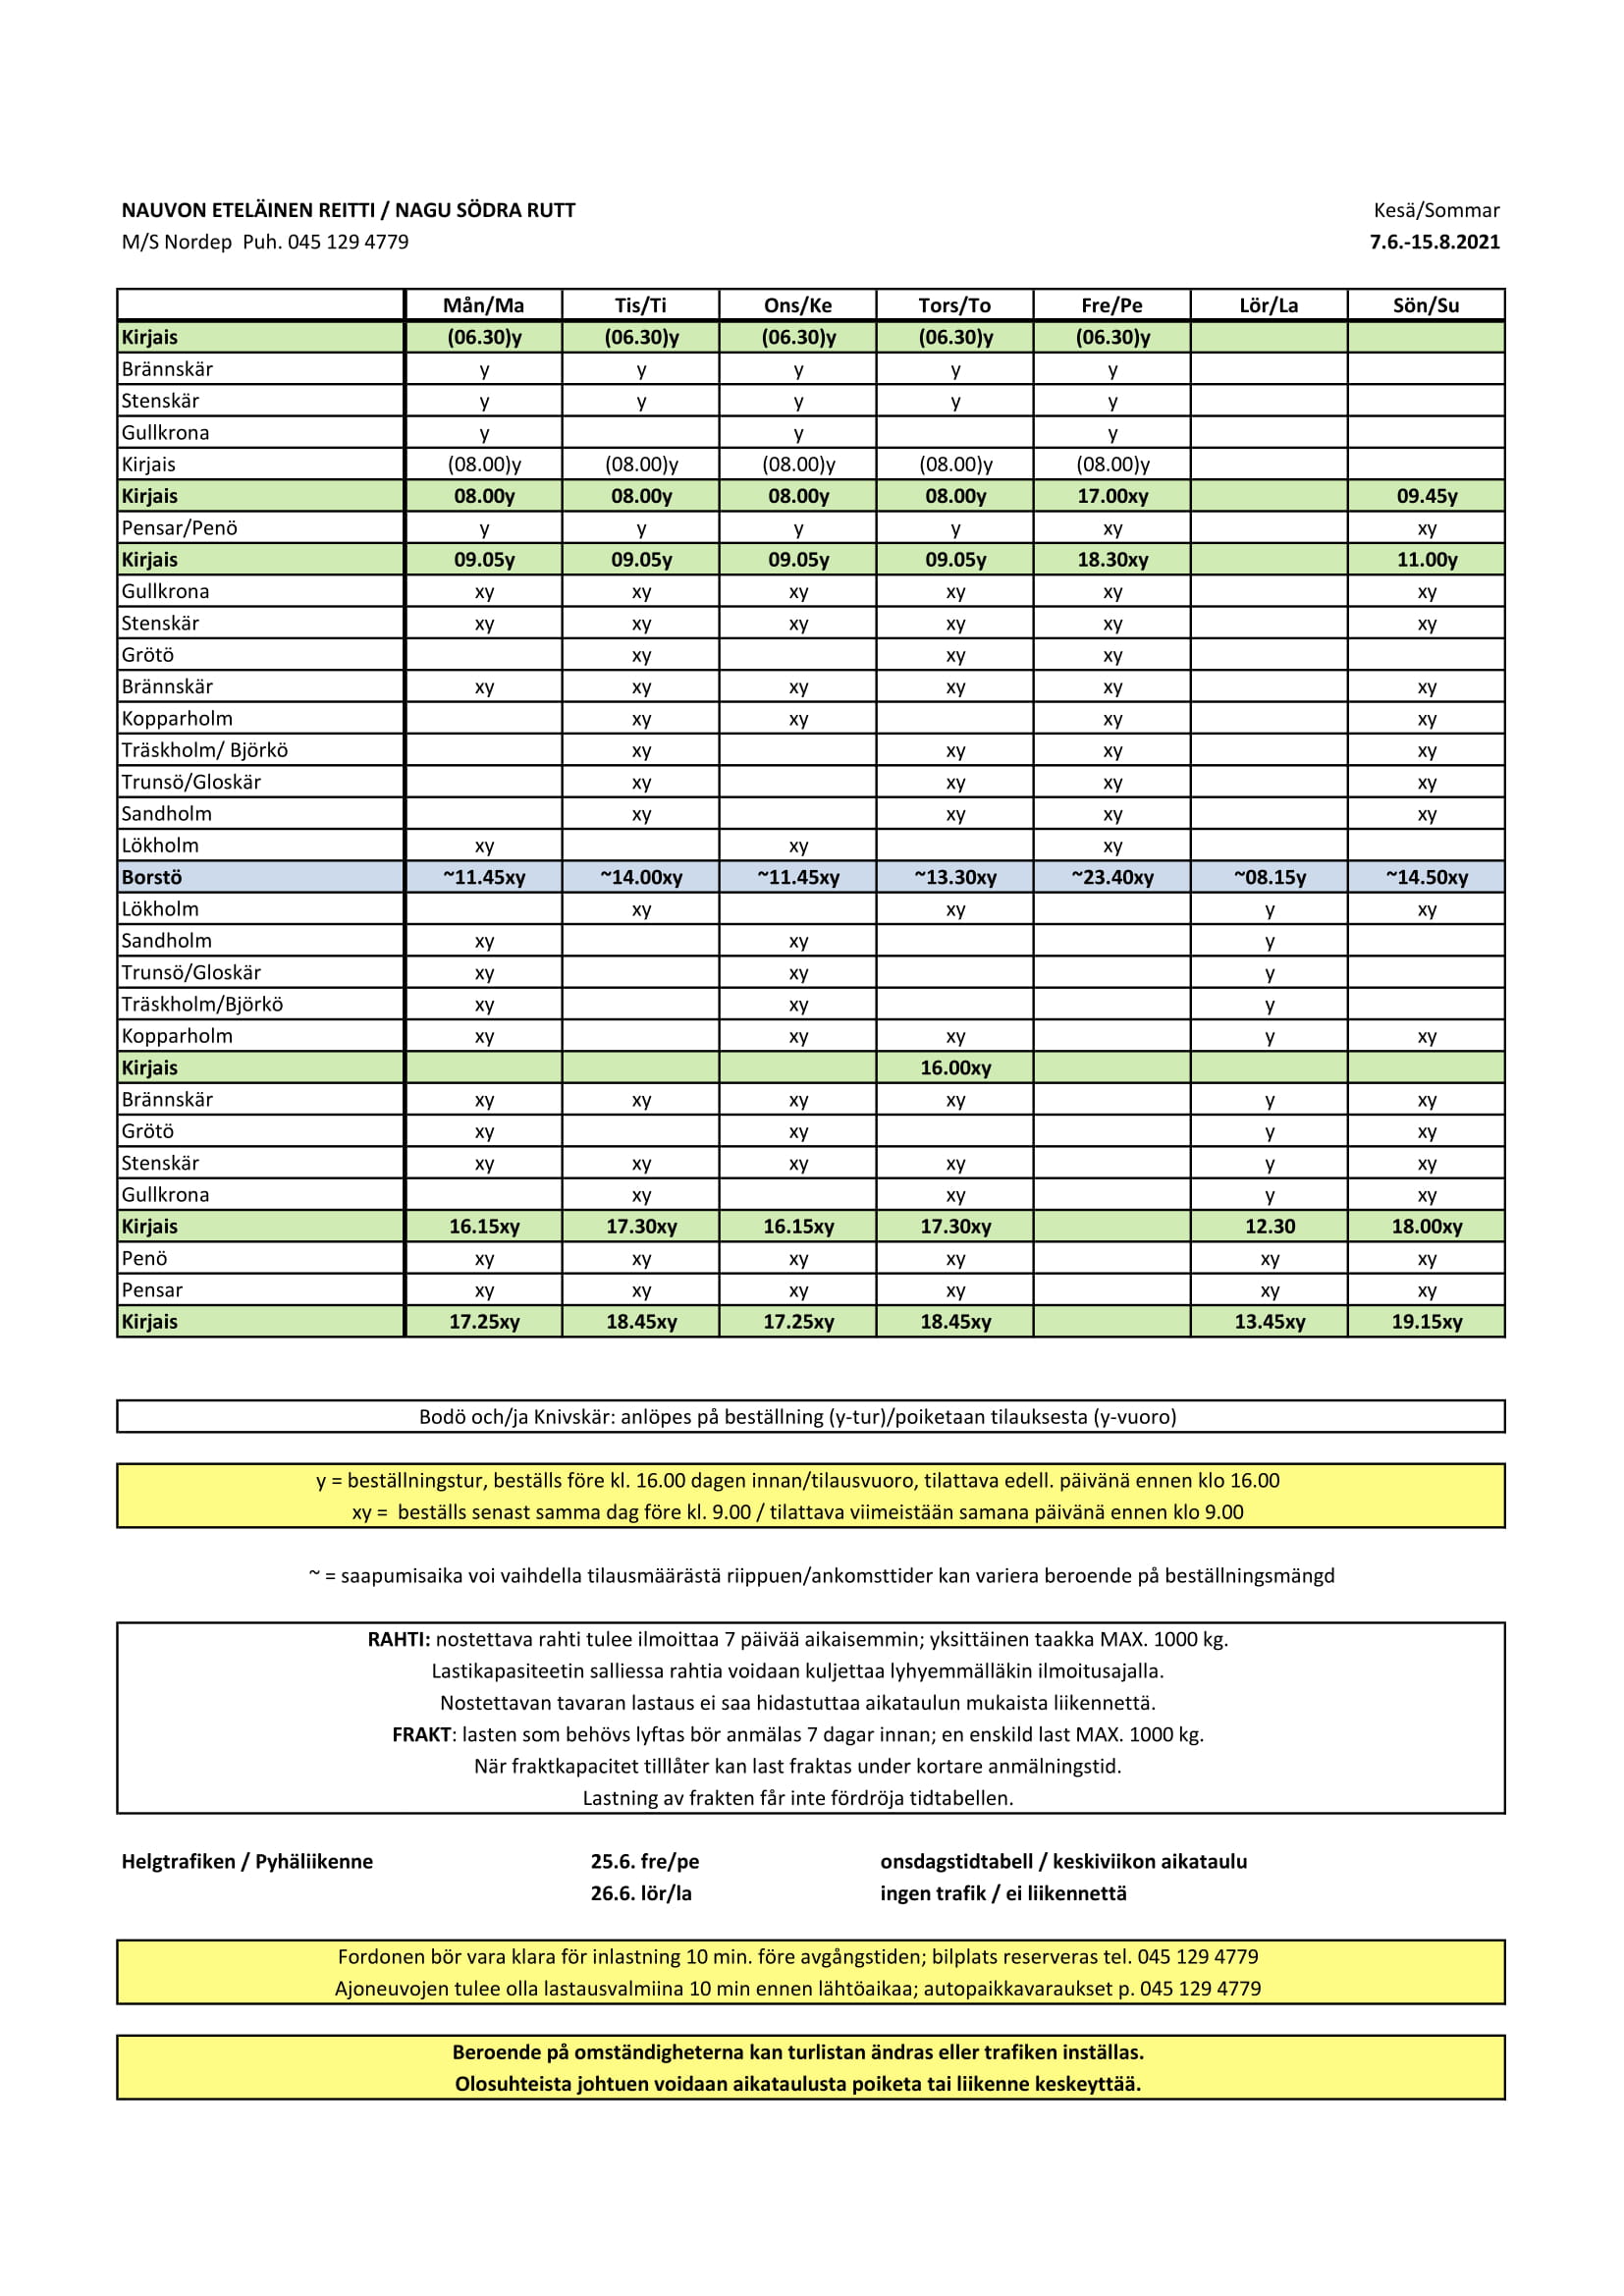 NAUVON ETELÄINEN REITTI / NAGU SÖDRA RUTT Kesä/Sommar
M/S Nordep Puh. 045 129 4779 7.6.-15.8.2021
Mån/Ma Tis/Ti Ons/Ke Tors/To Fre/Pe Lör/La Sön/Su
Kirjais (06.30)y (06.30)y (06.30)y (06.30)y (06.30)y
Brännskär y y y y y
Stenskär y y y y y
Gullkrona y y y
Kirjais (08.00)y (08.00)y (08.00)y (08.00)y (08.00)y
Kirjais 08.00y 08.00y 08.00y 08.00y 17.00xy 09.45y
Pensar/Penö y y y y xy xy
Kirjais 09.05y 09.05y 09.05y 09.05y 18.30xy 11.00y
Gullkrona xy xy xy xy xy xy
Stenskär xy xy xy xy xy xy
Grötö xy xy xy
Brännskär xy xy xy xy xy xy
Kopparholm xy xy xy xy
Träskholm/ Björkö xy xy xy xy
Trunsö/Gloskär xy xy xy xy
Sandholm xy xy xy xy
Lökholm xy xy xy
Borstö ~11.45xy ~14.00xy ~11.45xy ~13.30xy ~23.40xy ~08.15y ~14.50xy
Lökholm xy xy y xy
Sandholm xy xy y
Trunsö/Gloskär xy xy y
Träskholm/Björkö xy xy y
Kopparholm xy xy xy y xy
Kirjais 16.00xy
Brännskär xy xy xy xy y xy
Grötö xy xy y xy
Stenskär xy xy xy xy y xy
Gullkrona xy xy y xy
Kirjais 16.15xy 17.30xy 16.15xy 17.30xy 12.30 18.00xy
Penö xy xy xy xy xy xy
Pensar xy xy xy xy xy xy
Kirjais 17.25xy 18.45xy 17.25xy 18.45xy 13.45xy 19.15xy
Bodö och/ja Knivskär: anlöpes på beställning (y-tur)/poiketaan tilauksesta (y-vuoro)
y = beställningstur, beställs före kl. 16.00 dagen innan/tilausvuoro, tilattava edell. päivänä ennen klo 16.00
xy = beställs senast samma dag före kl. 9.00 / tilattava viimeistään samana päivänä ennen klo 9.00
~ = saapumisaika voi vaihdella tilausmäärästä riippuen/ankomsttider kan variera beroende på beställningsmängd
RAHTI: nostettava rahti tulee ilmoittaa 7 päivää aikaisemmin; yksittäinen taakka MAX. 1000 kg.
Lastikapasiteetin salliessa rahtia voidaan kuljettaa lyhyemmälläkin ilmoitusajalla.
Nostettavan tavaran lastaus ei saa hidastuttaa aikataulun mukaista liikennettä.
FRAKT: lasten som behövs lyftas bör anmälas 7 dagar innan; en enskild last MAX. 1000 kg.
När fraktkapacitet tilllåter kan last fraktas under kortare anmälningstid.
Lastning av frakten får inte fördröja tidtabellen.
Helgtrafiken / Pyhäliikenne 25.6. fre/pe onsdagstidtabell / keskiviikon aikataulu
26.6. lör/la ingen trafik / ei liikennettä
Fordonen bör vara klara för inlastning 10 min. före avgångstiden; bilplats reserveras tel. 045 129 4779
Ajoneuvojen tulee olla lastausvalmiina 10 min ennen lähtöaikaa; autopaikkavaraukset p. 045 129 4779
Beroende på omständigheterna kan turlistan ändras eller trafiken inställas.
Olosuhteista johtuen voidaan aikataulusta poiketa tai liikenne keskeyttää.